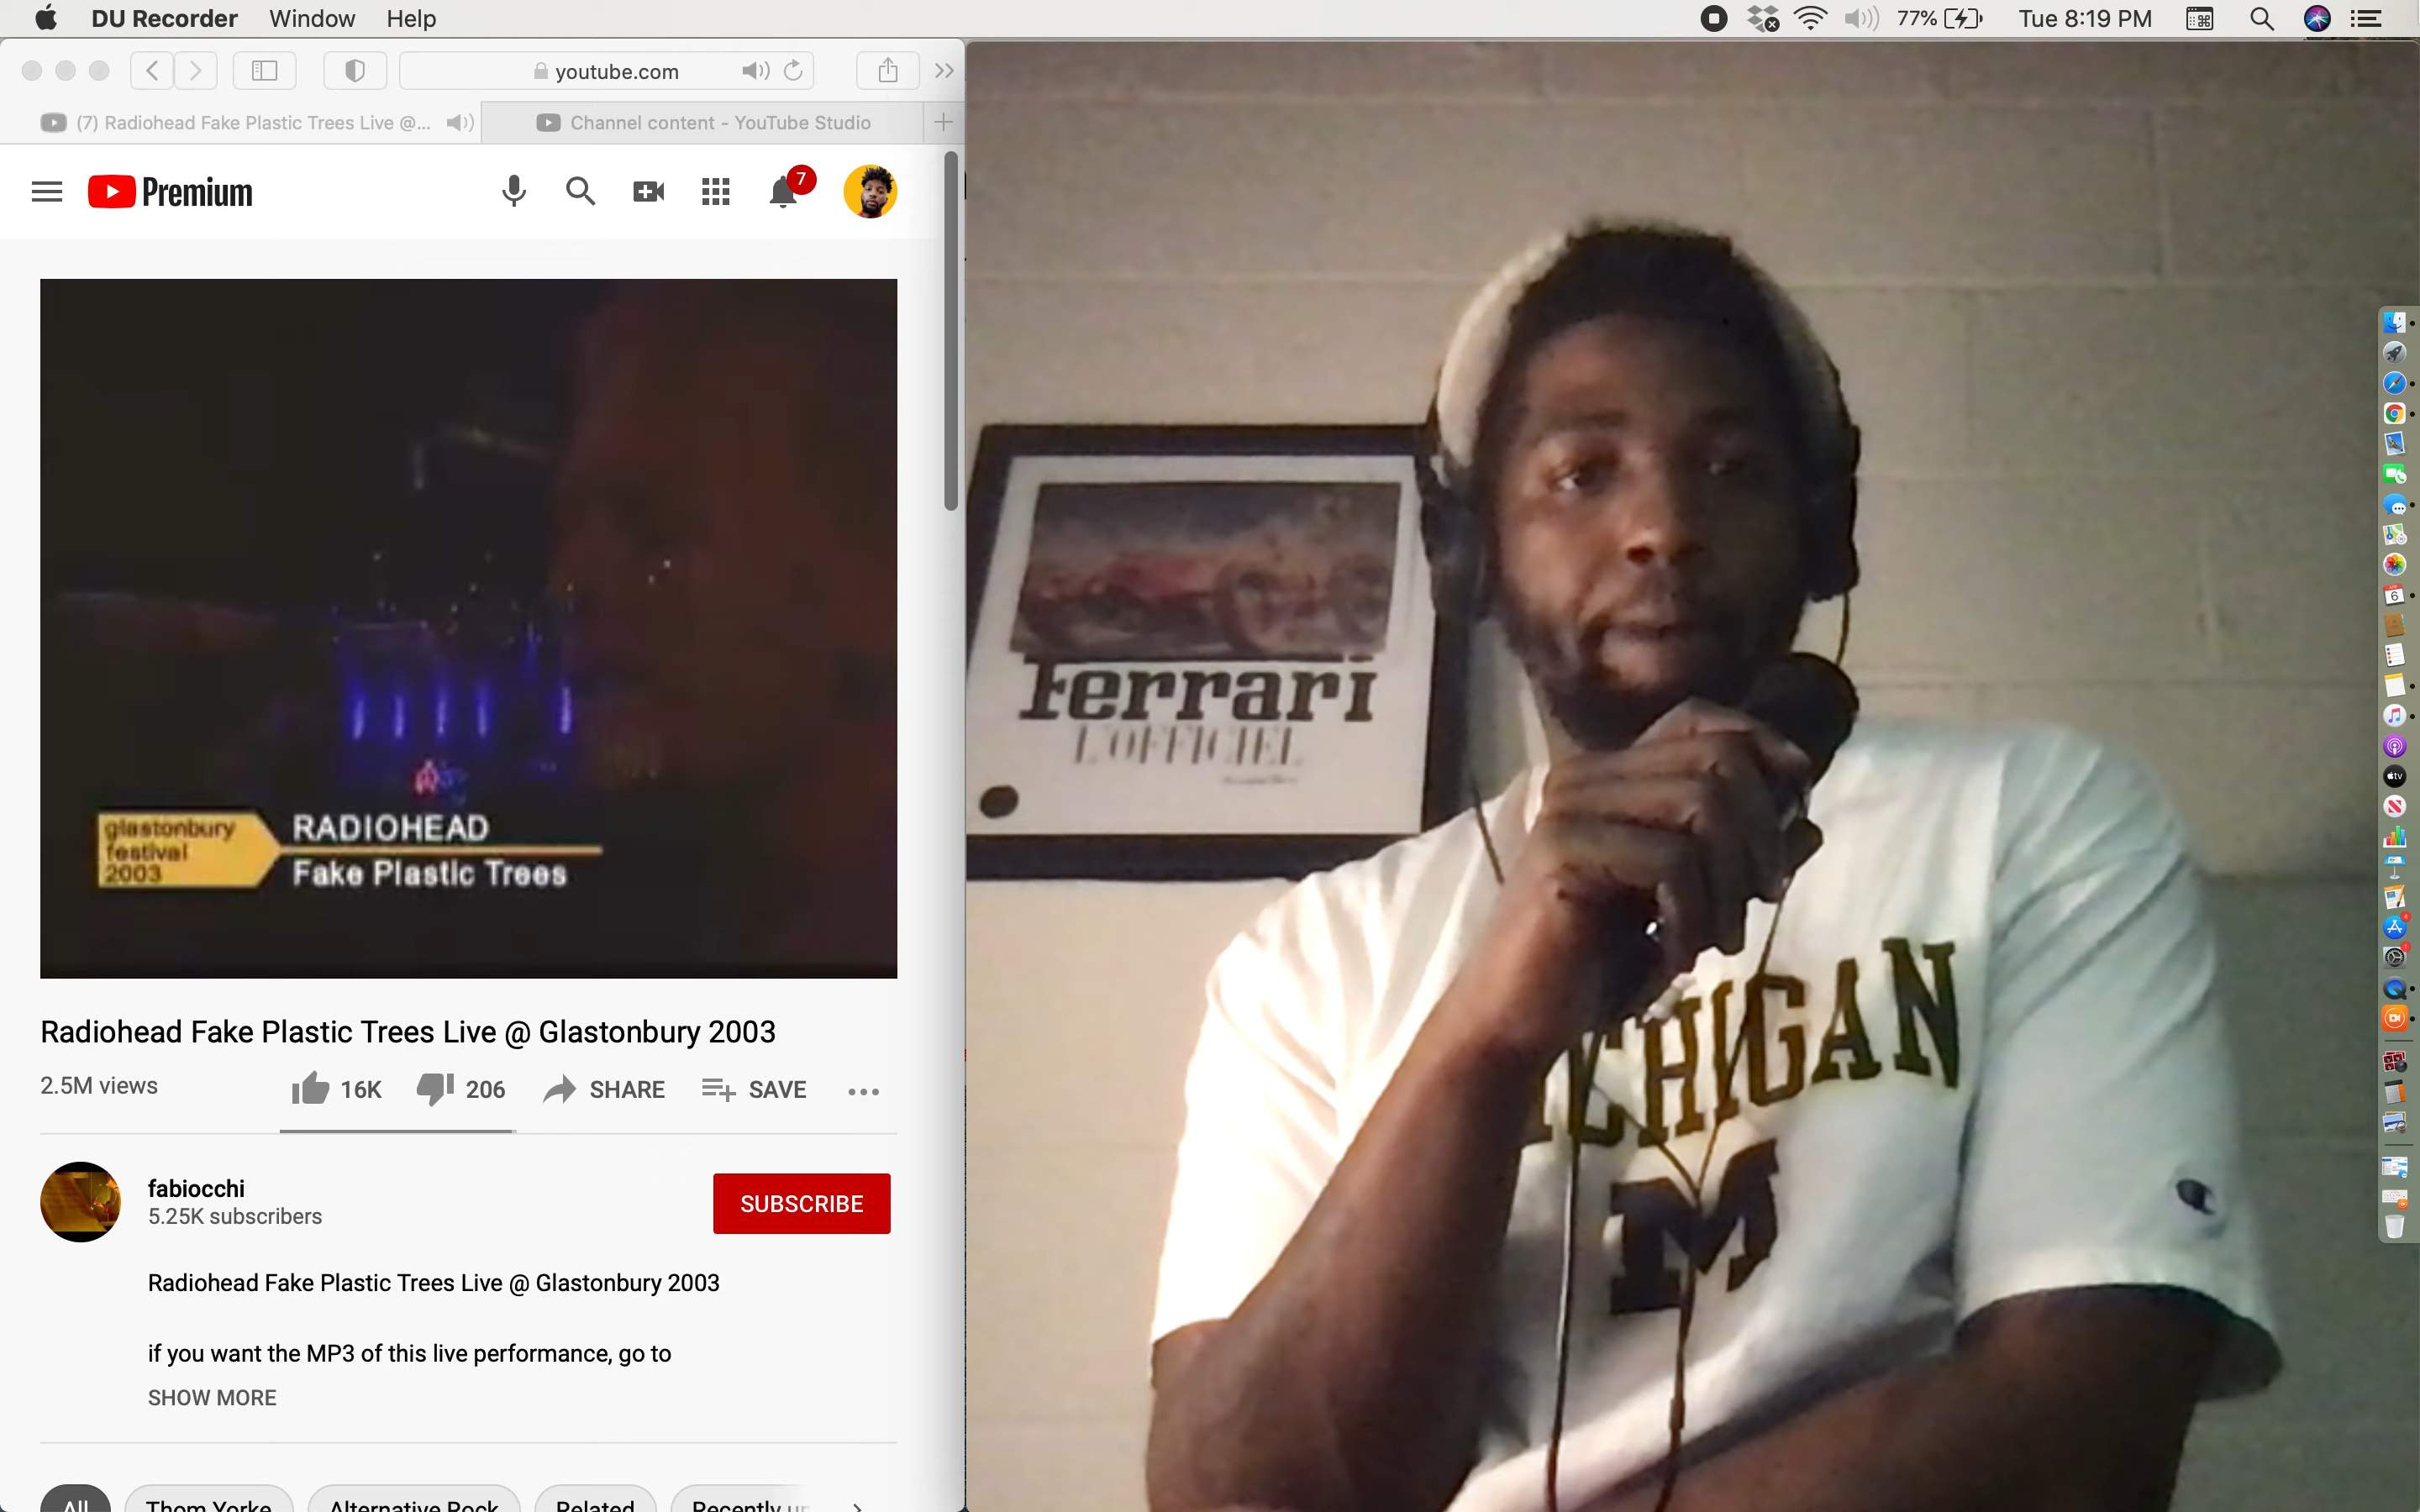 DU Recorder Window Help
77% Tue 8:19 PM
youtube.com
(7) Radiohead Fake Plastic Trees Live @...
Channel content - YouTube Studio
Premium
7
glastonbury
festival
2003
RADIOHEAD
Fake Plastic Trees
Radiohead Fake Plastic Trees Live @ Glastonbury 2003
2.5M views
16K 206 SHARE SAVE
fabiocchi
5.25K subscribers
SUBSCRIBE
Radiohead Fake Plastic Trees Live @ Glastonbury 2003
if you want the MP3 of this live performance, go to
SHOW MORE
All Thom Yorke Alternative Rock Related Recently
Ferrari
L'OFFICIEL
MICHIGAN
M
6
tv